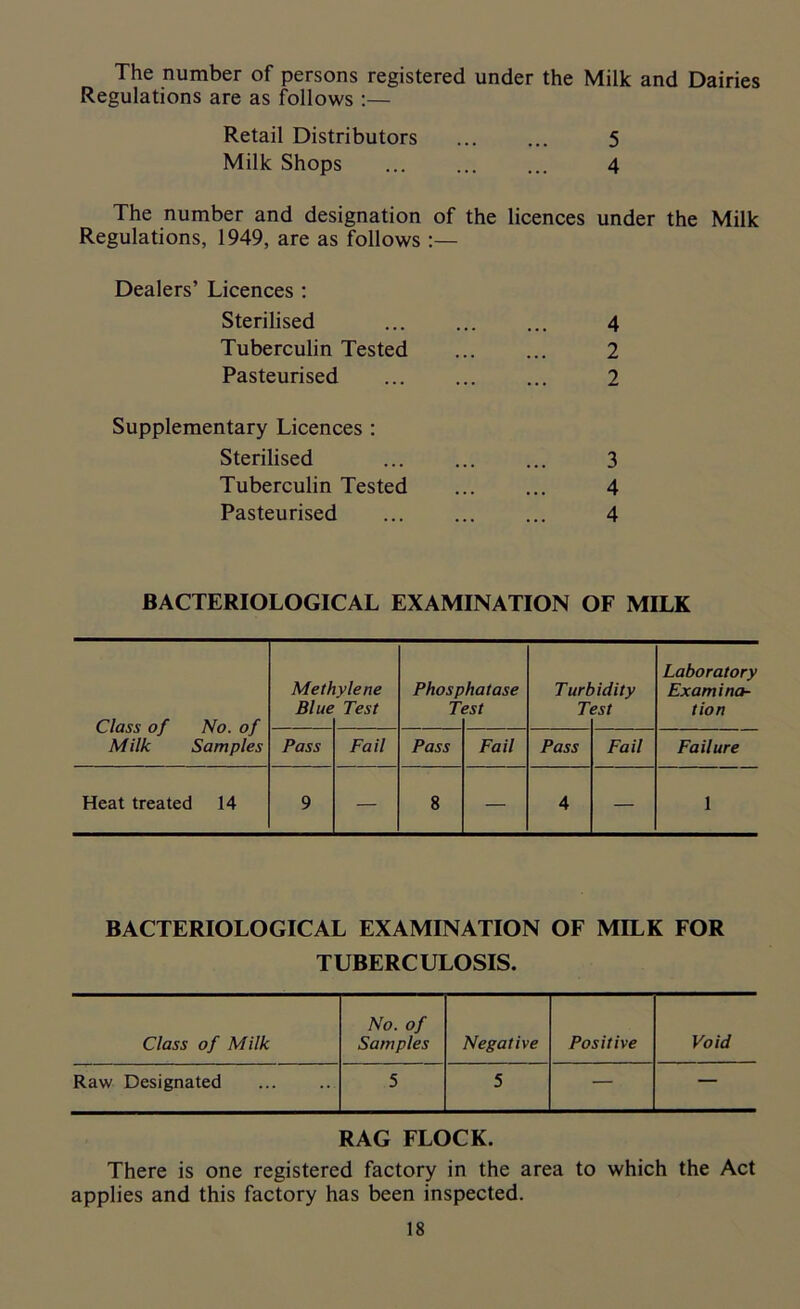 The number of persons registered under the Milk and Dairies
Regulations are as follows :—
Retail Distributors ... ... 5
Milk Shops ... ... ... 4
The number and designation of the licences under the Milk
Regulations, 1949, are as follows :—
Dealers’ Licences :
Sterilised ... ... ... 4
Tuberculin Tested ... ... 2
Pasteurised ... ... ... 2
Supplementary Licences :
Sterilised ... ... ... 3
Tuberculin Tested ... ... 4
Pasteurised ... ... ... 4
BACTERIOLOGICAL EXAMINATION OF MILK
Class of Milk No. of Samples Methylene Blue Test Phosphatase Test Turbidity Test Laboratory Examina-tion
Pass Fail Pass Fail Pass Fail Failure
Heat treated 14 9 — 8 — 4 — 1
BACTERIOLOGICAL EXAMINATION OF MILK FOR
TUBERCULOSIS.
Class of Milk No. of Samples Negative Positive Void
Raw Designated ... .. 5 5 — —
RAG FLOCK.
There is one registered factory in the area to which the Act
applies and this factory has been inspected.
18